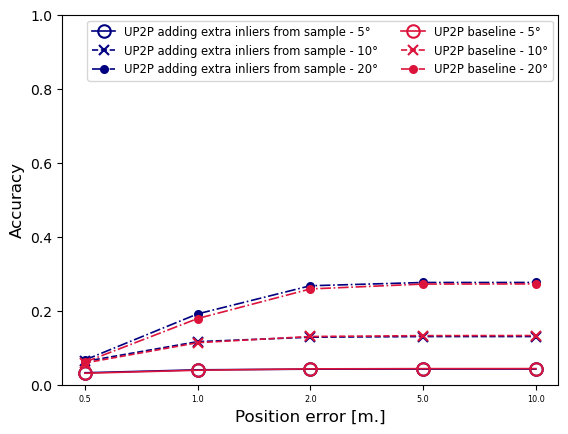 UP2P adding extra inliers from sample - 5° UP2P baseline - 5°
UP2P adding extra inliers from sample - 10° UP2P baseline - 10°
UP2P adding extra inliers from sample - 20° UP2P baseline - 20°
1.0
0.8
0.6
0.4
0.2
0.0
Accuracy
0.5 1.0 2.0 5.0 10.0
Position error [m.]